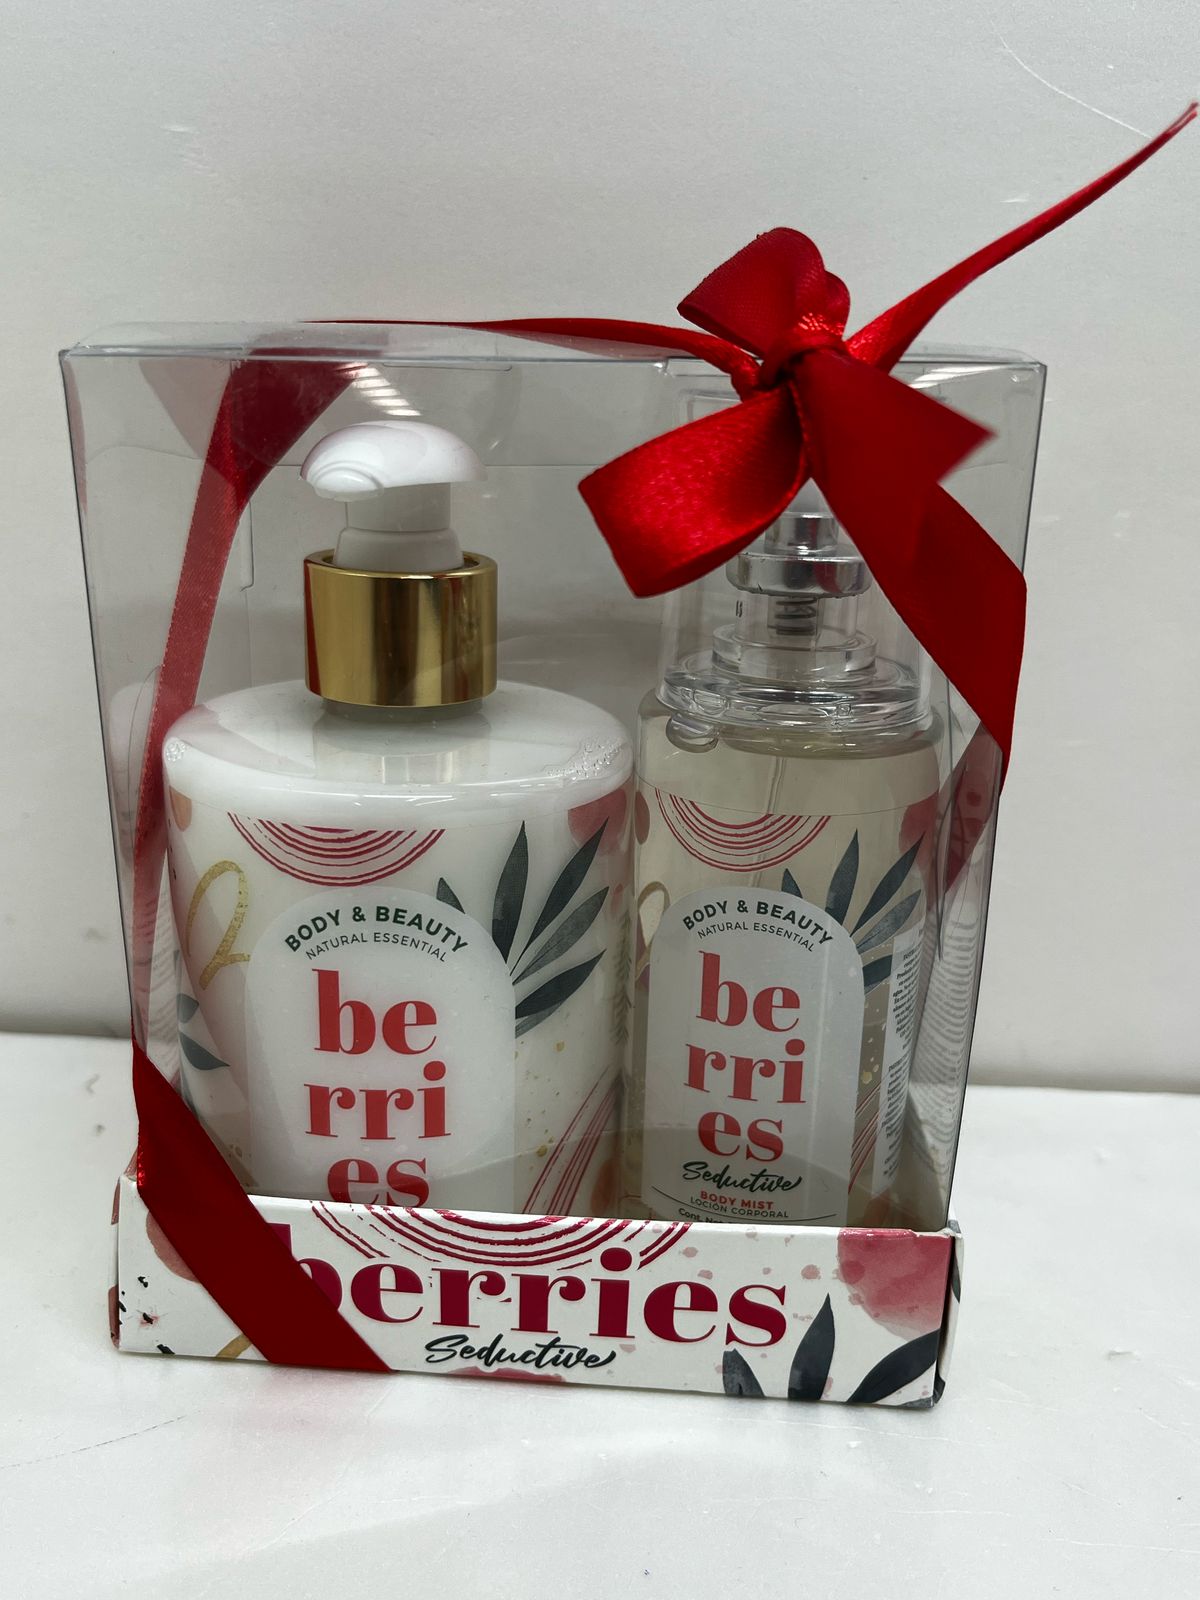 BODY & BEAUTY
NATURAL ESSENTIAL
be
rri
es
BODY & BEAUTY
NATURAL ESSENTIAL
be
rri
es
Seductive
BODY MIST
LOCIÓN CORPORAL
Cont.
berries
Seductive